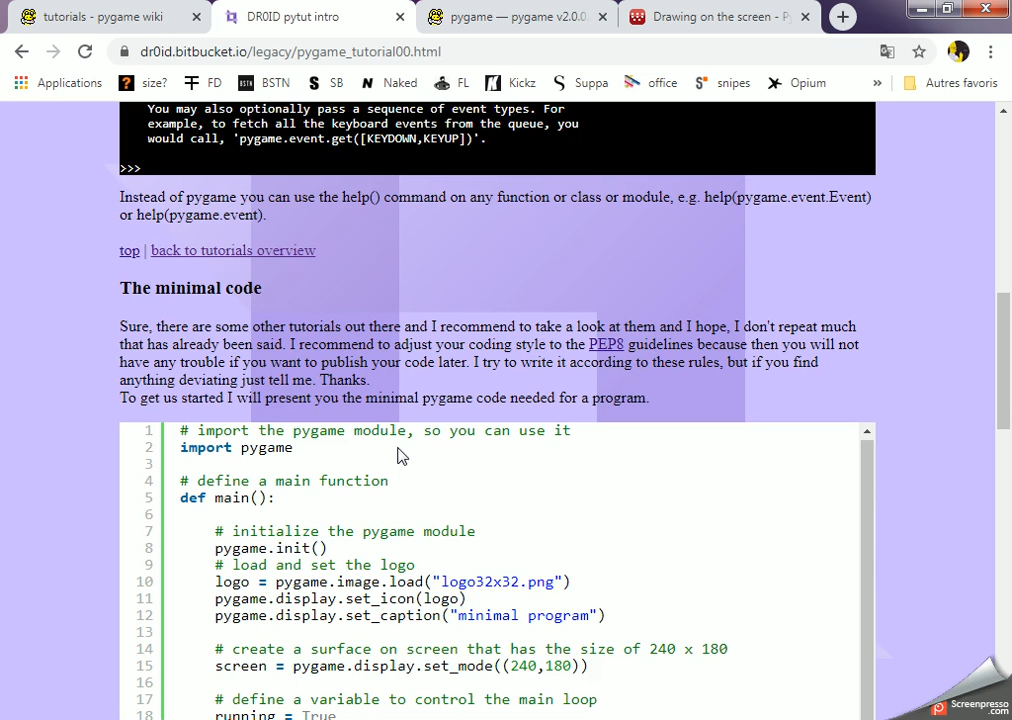 tutorials - pygame wiki
DR0ID pytut intro
pygame — pygame v2.0.0.
Drawing on the screen - P
dr0id.bitbucket.io/legacy/pygame_tutorial00.html
Applications
size?
FD
BSTN
BSTN
SB
Naked
FL
Kickz
Suppa
office
snipes
Opium
»
Autres favoris
You may also optionally pass a sequence of event types. For
example, to fetch all the keyboard events from the queue, you
would call, 'pygame.event.get([KEYDOWN,KEYUP])'.
>>>
Instead of pygame you can use the help() command on any function or class or module, e.g. help(pygame.event.Event)
or help(pygame.event).
top | back to tutorials overview
The minimal code
Sure, there are some other tutorials out there and I recommend to take a look at them and I hope, I don't repeat much
that has already been said. I recommend to adjust your coding style to the PEP8 guidelines because then you will not
have any trouble if you want to publish your code later. I try to write it according to these rules, but if you find
anything deviating just tell me. Thanks.
To get us started I will present you the minimal pygame code needed for a program.
1 # import the pygame module, so you can use it
2 import pygame
3
4 # define a main function
5 def main():
6
7 # initialize the pygame module
8 pygame.init()
9 # load and set the logo
10 logo = pygame.image.load("logo32x32.png")
11 pygame.display.set_icon(logo)
12 pygame.display.set_caption("minimal program")
13
14 # create a surface on screen that has the size of 240 x 180
15 screen = pygame.display.set_mode((240,180))
16
17 # define a variable to control the main loop
18 running = True
Screenpresso
.com